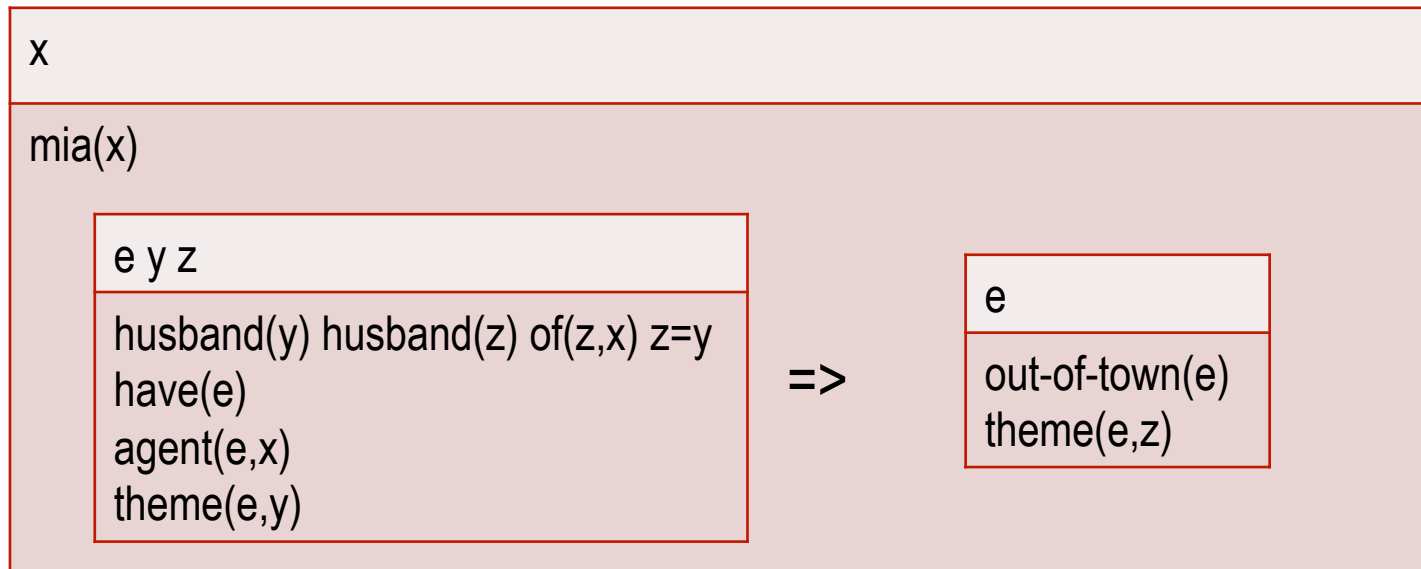 x
mia(x)
e y z
husband(y) husband(z) of(z,x) z=y
have(e)
agent(e,x)
theme(e,y)
=>
e
out-of-town(e)
theme(e,z)